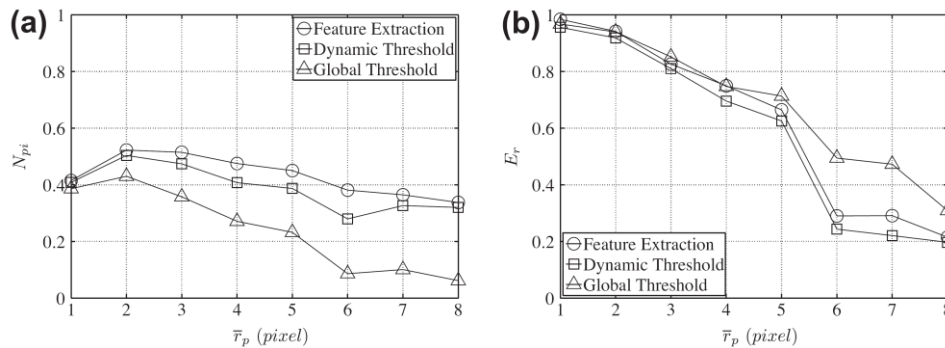 (a)
1
0.8
0.6
0.4
0.2
0
N_pi
1 2 3 4 5 6 7 8
r̅_p (pixel)
Feature Extraction
Dynamic Threshold
Global Threshold
(b)
1
0.8
0.6
0.4
0.2
0
E_r
1 2 3 4 5 6 7 8
r̅_p (pixel)
Feature Extraction
Dynamic Threshold
Global Threshold